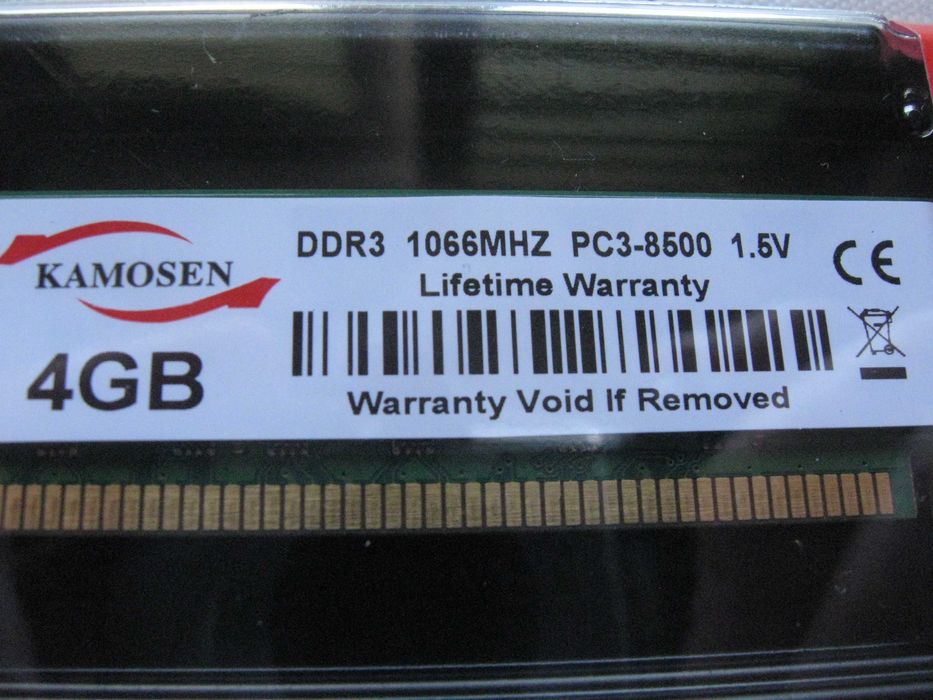 KAMOSEN
4GB
DDR3 1066MHZ PC3-8500 1.5V
Lifetime Warranty
Warranty Void If Removed
CE